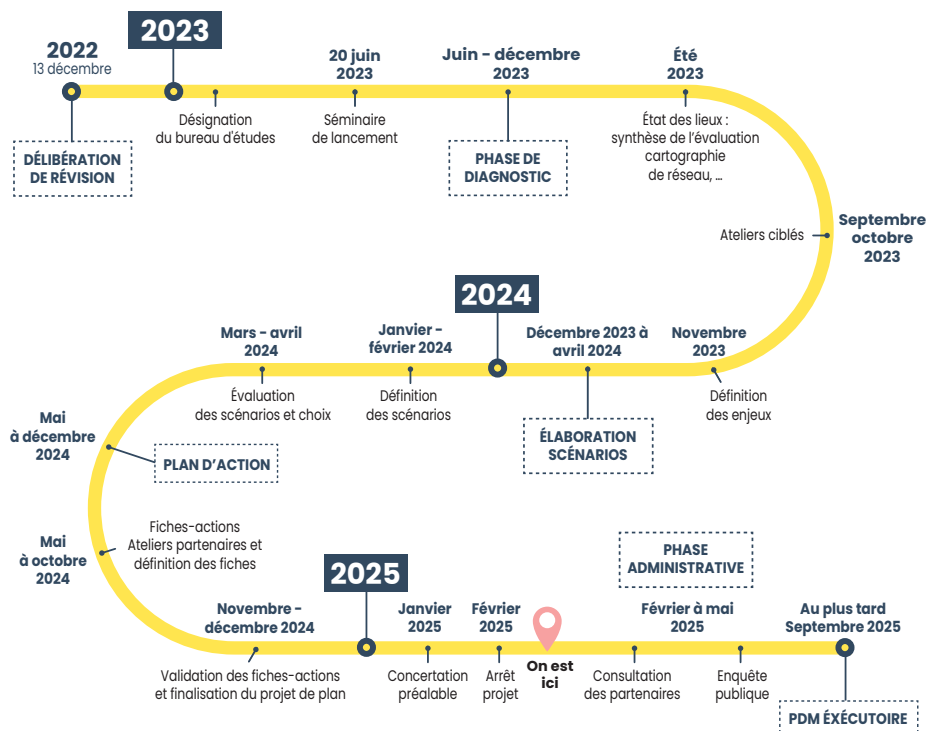 2022
13 décembre
DÉLIBÉRATION
DE RÉVISION
2023
Désignation
du bureau d'études
20 juin
2023
Séminaire
de lancement
Juin - décembre
2023
PHASE DE
DIAGNOSTIC
Été
2023
État des lieux :
synthèse de l'évaluation
cartographie
de réseau, ...
Septembre
octobre
2023
Ateliers ciblés
Novembre
2023
Définition
des enjeux
Décembre 2023 à
avril 2024
ÉLABORATION
SCÉNARIOS
2024
Janvier -
février 2024
Définition
des scénarios
Mars - avril
2024
Évaluation
des scénarios et choix
Mai
à décembre
2024
PLAN D'ACTION
Mai
à octobre
2024
Fiches-actions
Ateliers partenaires et
définition des fiches
Novembre -
décembre 2024
Validation des fiches-actions
et finalisation du projet de plan
2025
Janvier
2025
Concertation
préalable
Février
2025
Arrêt
projet
On est
ici
PHASE
ADMINISTRATIVE
Février à mai
2025
Consultation
des partenaires
Enquête
publique
Au plus tard
Septembre 2025
PDM ÉXÉCUTOIRE